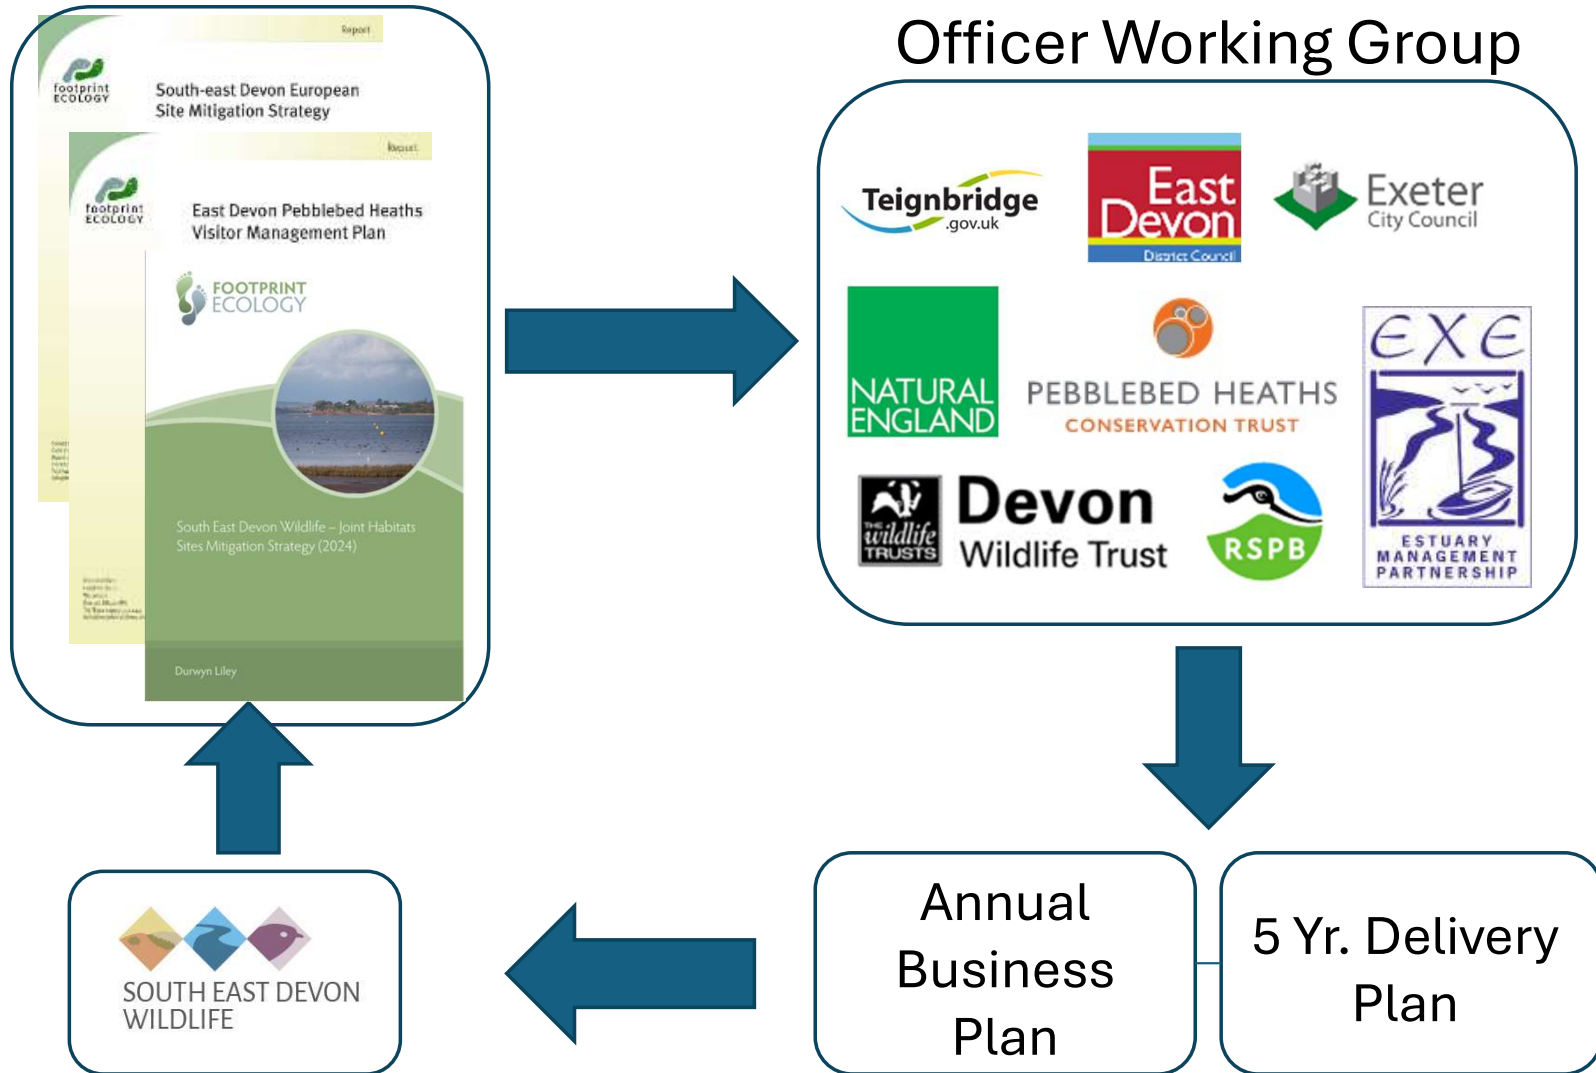 Report
footprint
ECOLOGY
South-east Devon European
Site Mitigation Strategy
Report
footprint
ECOLOGY
East Devon Pebblebed Heaths
Visitor Management Plan
FOOTPRINT
ECOLOGY
South East Devon Wildlife – Joint Habitats
Sites Mitigation Strategy (2024)
Durwyn Liley
Officer Working Group
Teignbridge
.gov.uk
East
Devon
District Council
Exeter
City Council
NATURAL
ENGLAND
PEBBLEBED HEATHS
CONSERVATION TRUST
EXE
ESTUARY
MANAGEMENT
PARTNERSHIP
THE
wildlife
TRUSTS
Devon
Wildlife Trust
RSPB
Annual
Business
Plan
5 Yr. Delivery
Plan
SOUTH EAST DEVON
WILDLIFE